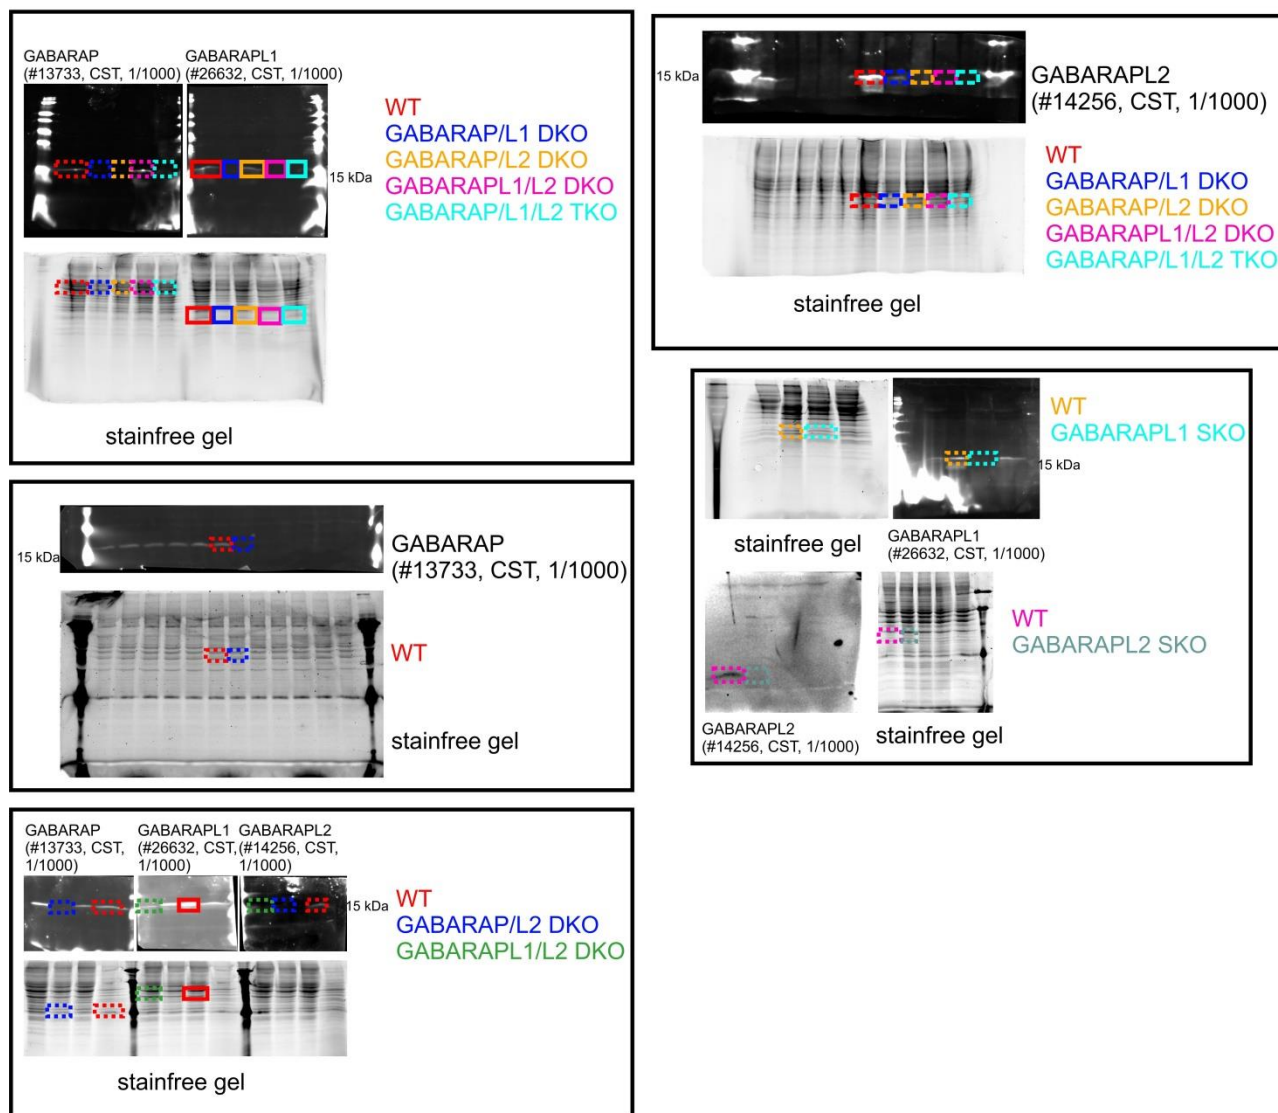 GABARAP
(#13733, CST, 1/1000)
GABARAPL1
(#26632, CST, 1/1000)
15 kDa
WT
GABARAP/L1 DKO
GABARAP/L2 DKO
GABARAPL1/L2 DKO
GABARAP/L1/L2 TKO
stainfree gel
15 kDa
GABARAPL2
(#14256, CST, 1/1000)
WT
GABARAP/L1 DKO
GABARAP/L2 DKO
GABARAPL1/L2 DKO
GABARAP/L1/L2 TKO
stainfree gel
15 kDa
GABARAP
(#13733, CST, 1/1000)
WT
stainfree gel
WT
GABARAPL1 SKO
15 kDa
stainfree gel
GABARAPL1
(#26632, CST, 1/1000)
WT
GABARAPL2 SKO
GABARAPL2
(#14256, CST, 1/1000)
stainfree gel
GABARAP
(#13733, CST,
1/1000)
GABARAPL1
(#26632, CST,
1/1000)
GABARAPL2
(#14256, CST,
1/1000)
15 kDa
WT
GABARAP/L2 DKO
GABARAPL1/L2 DKO
stainfree gel